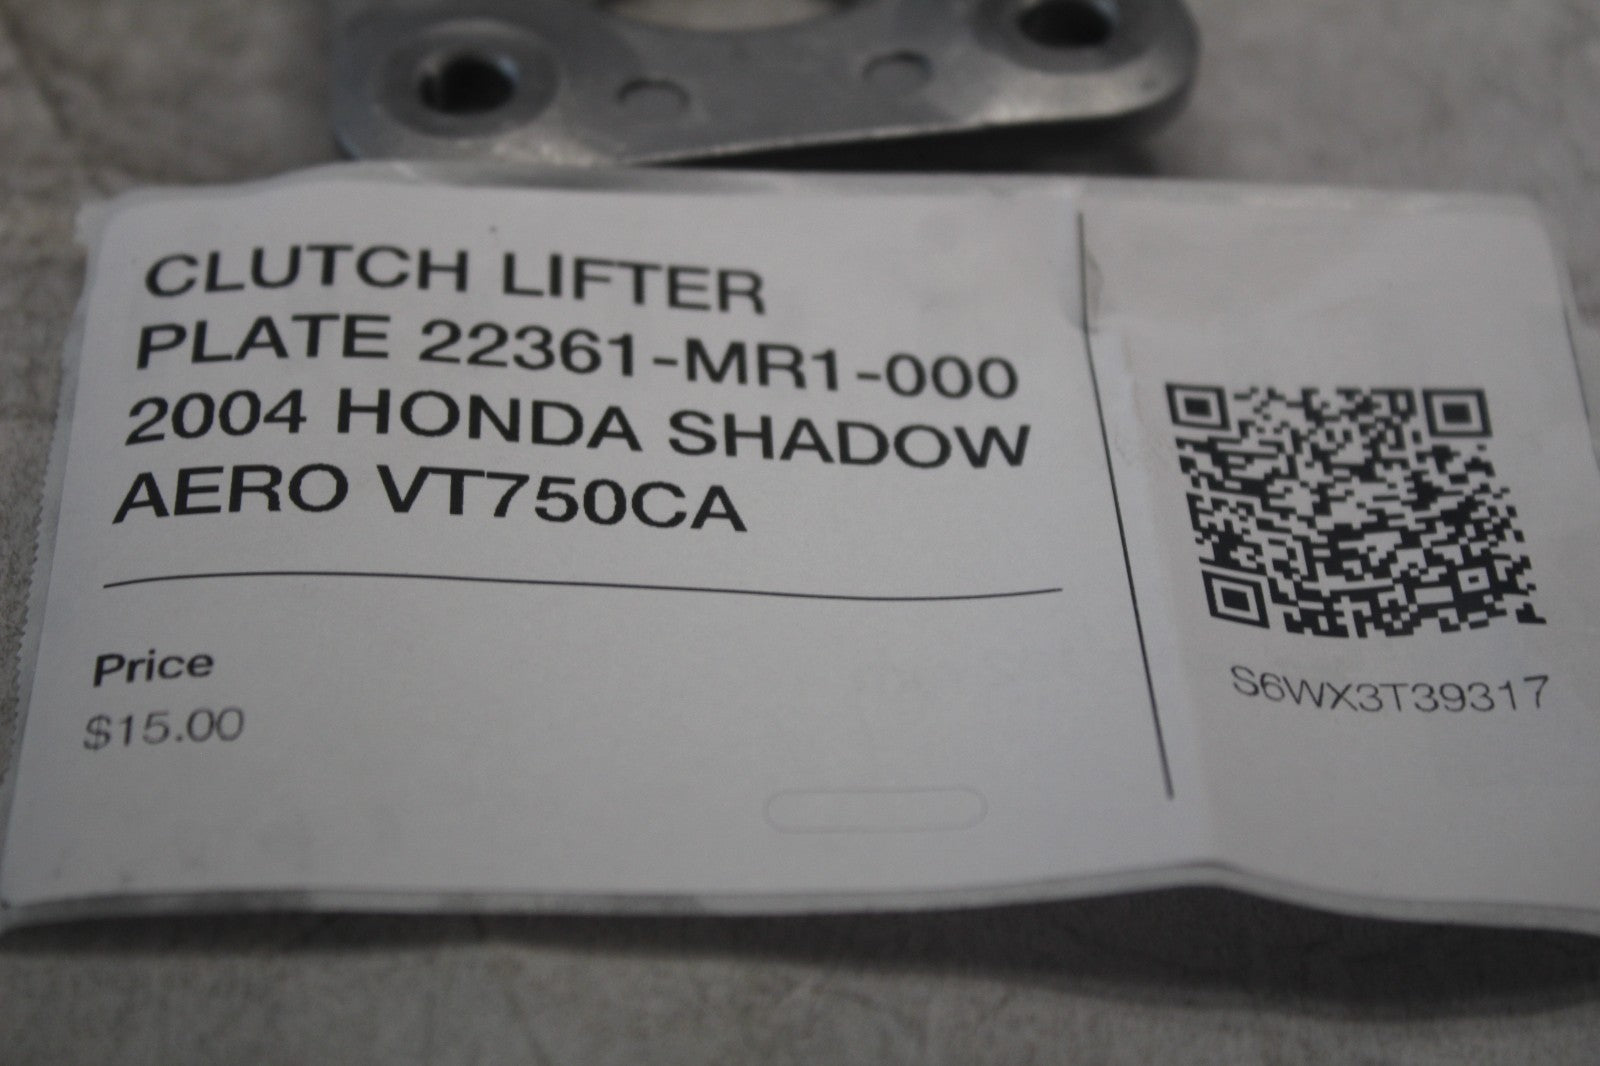 CLUTCH LIFTER
PLATE 22361-MR1-000
2004 HONDA SHADOW
AERO VT750CA
Price
$15.00
S6WX3T39317